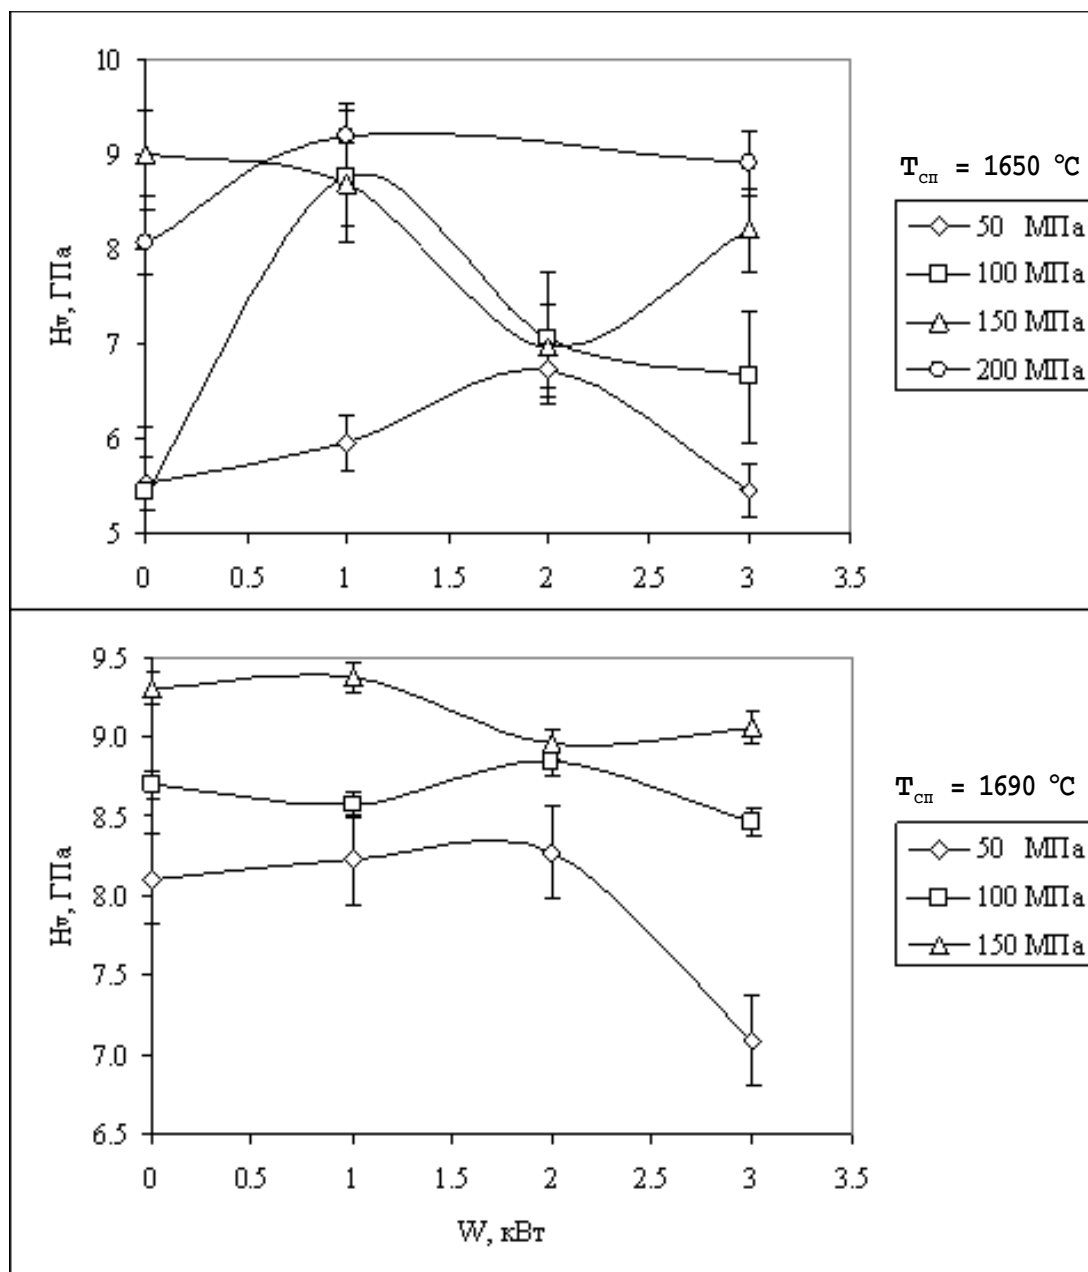 10
9
8
7
6
5
Hv, ГПа
0 0.5 1 1.5 2 2.5 3 3.5
Tсп = 1650 °C
50 МПа
100 МПа
150 МПа
200 МПа
9.5
9.0
8.5
8.0
7.5
7.0
6.5
Hv, ГПа
0 0.5 1 1.5 2 2.5 3 3.5
W, кВт
Tсп = 1690 °C
50 МПа
100 МПа
150 МПа